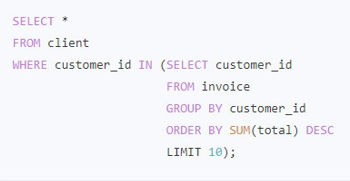 SELECT *
FROM client
WHERE customer_id IN (SELECT customer_id
FROM invoice
GROUP BY customer_id
ORDER BY SUM(total) DESC
LIMIT 10);